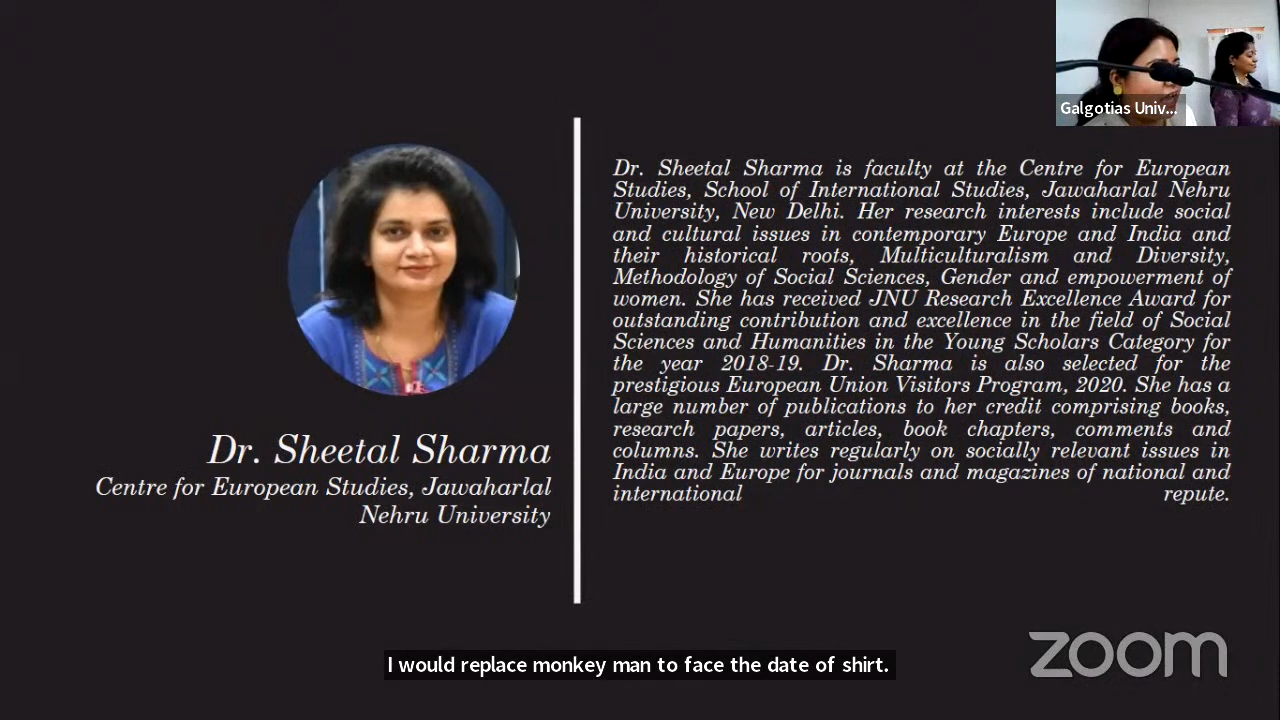 Galgotias Univ...
Dr. Sheetal Sharma is faculty at the Centre for European
Studies, School of International Studies, Jawaharlal Nehru
University, New Delhi. Her research interests include social
and cultural issues in contemporary Europe and India and
their historical roots, Multiculturalism and Diversity,
Methodology of Social Sciences, Gender and empowerment of
women. She has received JNU Research Excellence Award for
outstanding contribution and excellence in the field of Social
Sciences and Humanities in the Young Scholars Category for
the year 2018-19. Dr. Sharma is also selected for the
prestigious European Union Visitors Program, 2020. She has a
large number of publications to her credit comprising books,
research papers, articles, book chapters, comments and
columns. She writes regularly on socially relevant issues in
India and Europe for journals and magazines of national and
international repute.
Dr. Sheetal Sharma
Centre for European Studies, Jawaharlal
Nehru University
I would replace monkey man to face the date of shirt.
zoom